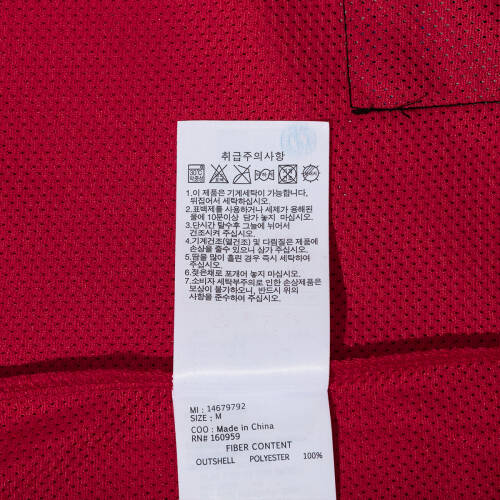 취급주의사항
1.이 제품은 기계세탁이 가능합니다.
뒤집어서 세탁하십시오.
2.표백제를 사용하거나 세제가 용해된
물에 10분이상 담가 놓지 마십시오.
3.단시간 탈수후 그늘에 뉘어서
건조시켜 주십시오.
4.기계건조(열건조) 및 다림질은 제품에
손상을 줄수 있으니 삼가 주십시오.
5.땀을 많이 흘린 경우 즉시 세탁하여
주십시오.
6.젖은채로 포개어 놓지 마십시오.
7.소비자 세탁부주의로 인한 손상제품은
보상이 불가하오니, 반드시 위의
사항을 준수하여 주십시오.
MI : 14679792
SIZE : M
COO : Made in China
RN# 160959
FIBER CONTENT
OUTSHELL POLYESTER 100%